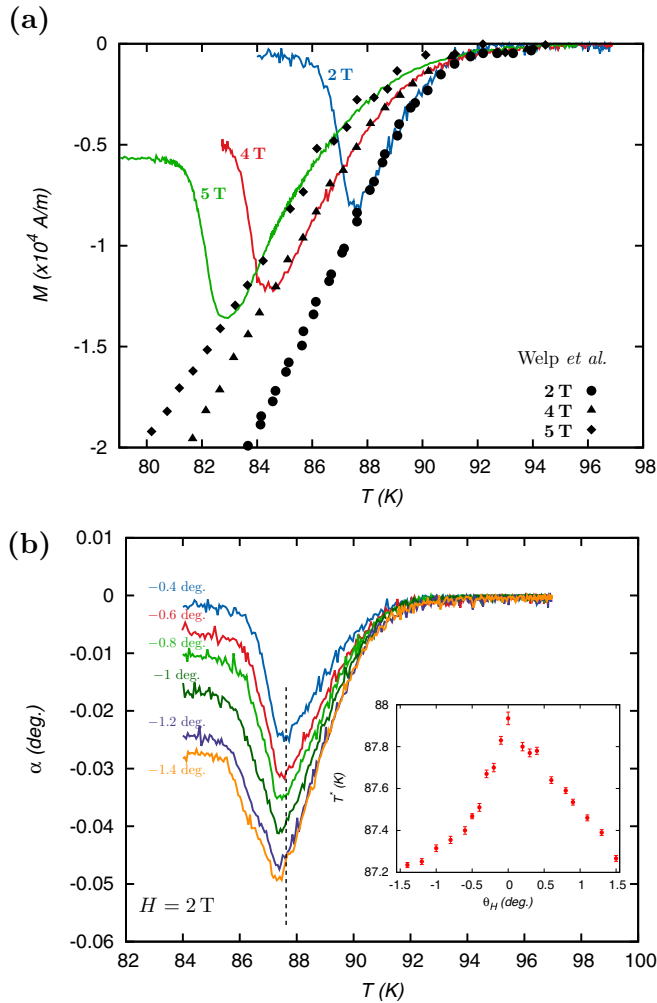 (a)
0
-0.5
-1
-1.5
-2
M (x10⁴ A/m)
2 T
4 T
5 T
Welp et al.
2 T
4 T
5 T
80 82 84 86 88 90 92 94 96 98
T (K)
(b)
0.01
0
-0.01
-0.02
-0.03
-0.04
-0.05
-0.06
α (deg.)
−0.4 deg.
−0.6 deg.
−0.8 deg.
−1 deg.
−1.2 deg.
−1.4 deg.
H = 2 T
88
87.8
87.6
87.4
87.2
T* (K)
-1.5 -1 -0.5 0 0.5 1 1.5
θH (deg.)
82 84 86 88 90 92 94 96 98 100
T (K)